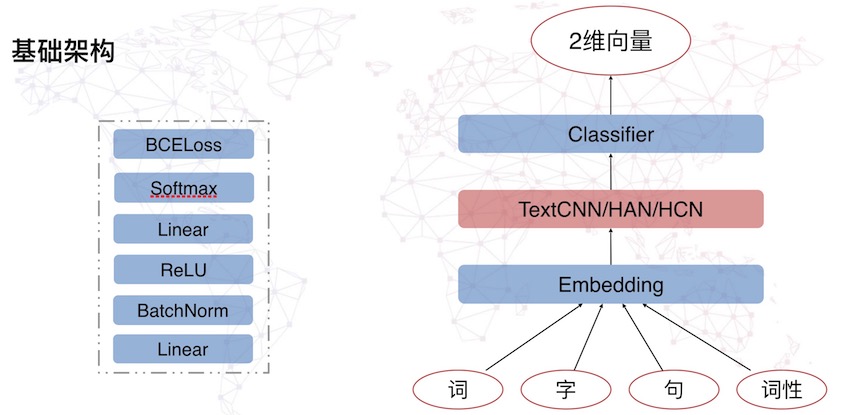 基础架构
BCELoss
Softmax
Linear
ReLU
BatchNorm
Linear
2维向量
Classifier
TextCNN/HAN/HCN
Embedding
词 字 句 词性